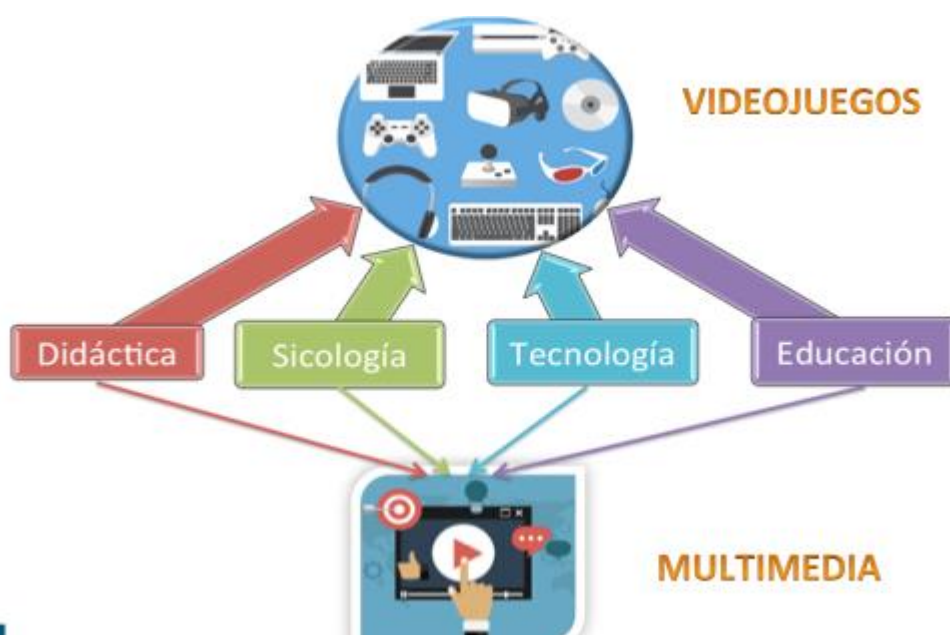 VIDEOJUEGOS
Didáctica
Sicología
Tecnología
Educación
MULTIMEDIA